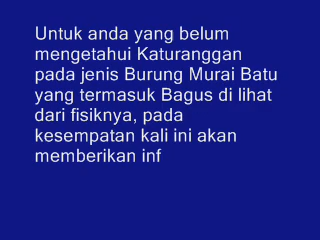 Untuk anda yang belum
mengetahui Katuranggan
pada jenis Burung Murai Batu
yang termasuk Bagus di lihat
dari fisiknya, pada
kesempatan kali ini akan
memberikan inf